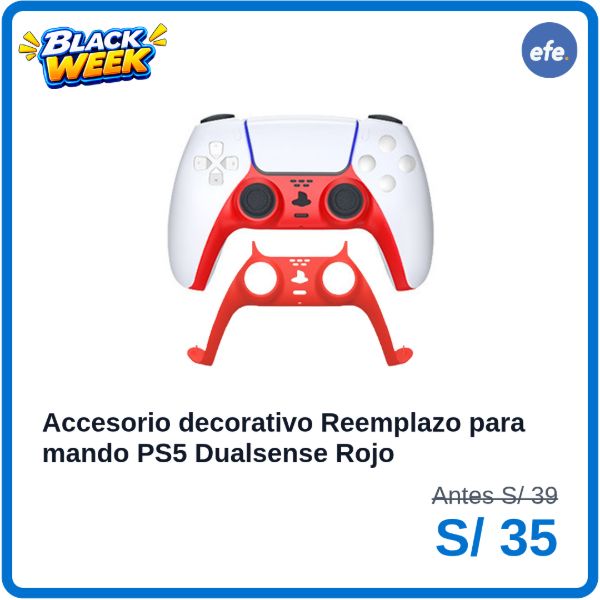 BLACK
WEEK
efe.
Accesorio decorativo Reemplazo para
mando PS5 Dualsense Rojo
Antes S/ 39
S/ 35